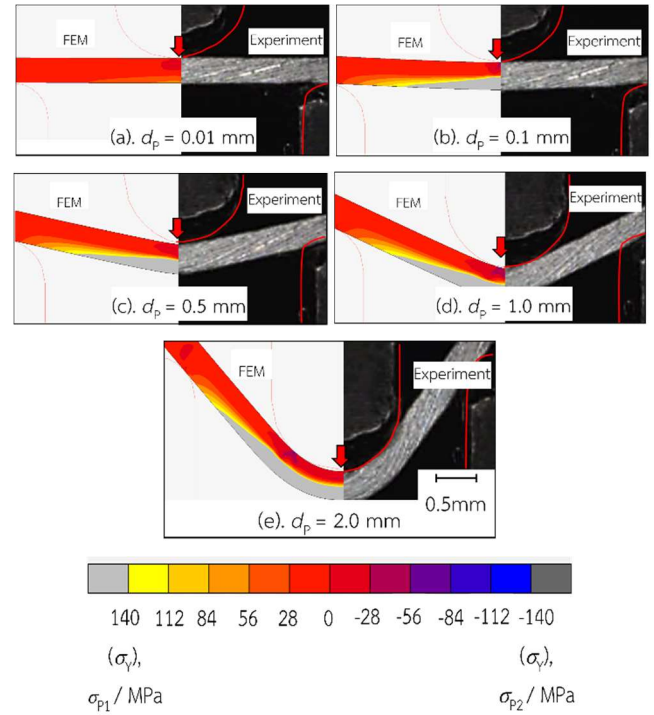 FEM
Experiment
(a). dₚ = 0.01 mm
FEM
Experiment
(b). dₚ = 0.1 mm
FEM
Experiment
(c). dₚ = 0.5 mm
FEM
Experiment
(d). dₚ = 1.0 mm
FEM
Experiment
0.5mm
(e). dₚ = 2.0 mm
140 112 84 56 28 0 -28 -56 -84 -112 -140
(σY), (σY),
σP1 / MPa σP2 / MPa